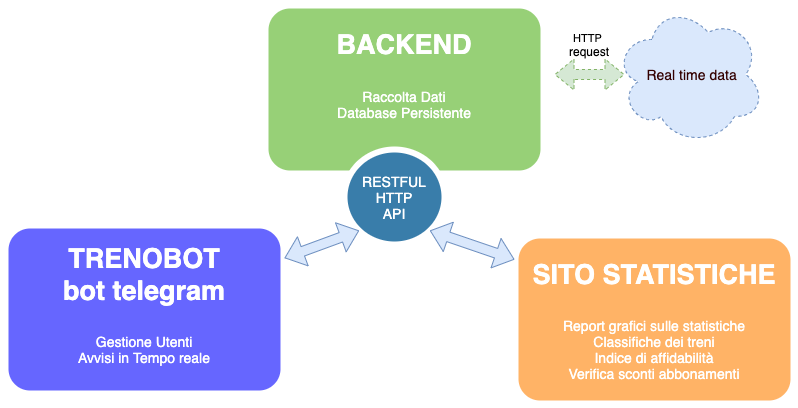 BACKEND
Raccolta Dati
Database Persistente
HTTP
request
Real time data
RESTFUL
HTTP
API
TRENOBOT
bot telegram
Gestione Utenti
Avvisi in Tempo reale
SITO STATISTICHE
Report grafici sulle statistiche
Classifiche dei treni
Indice di affidabilità
Verifica sconti abbonamenti